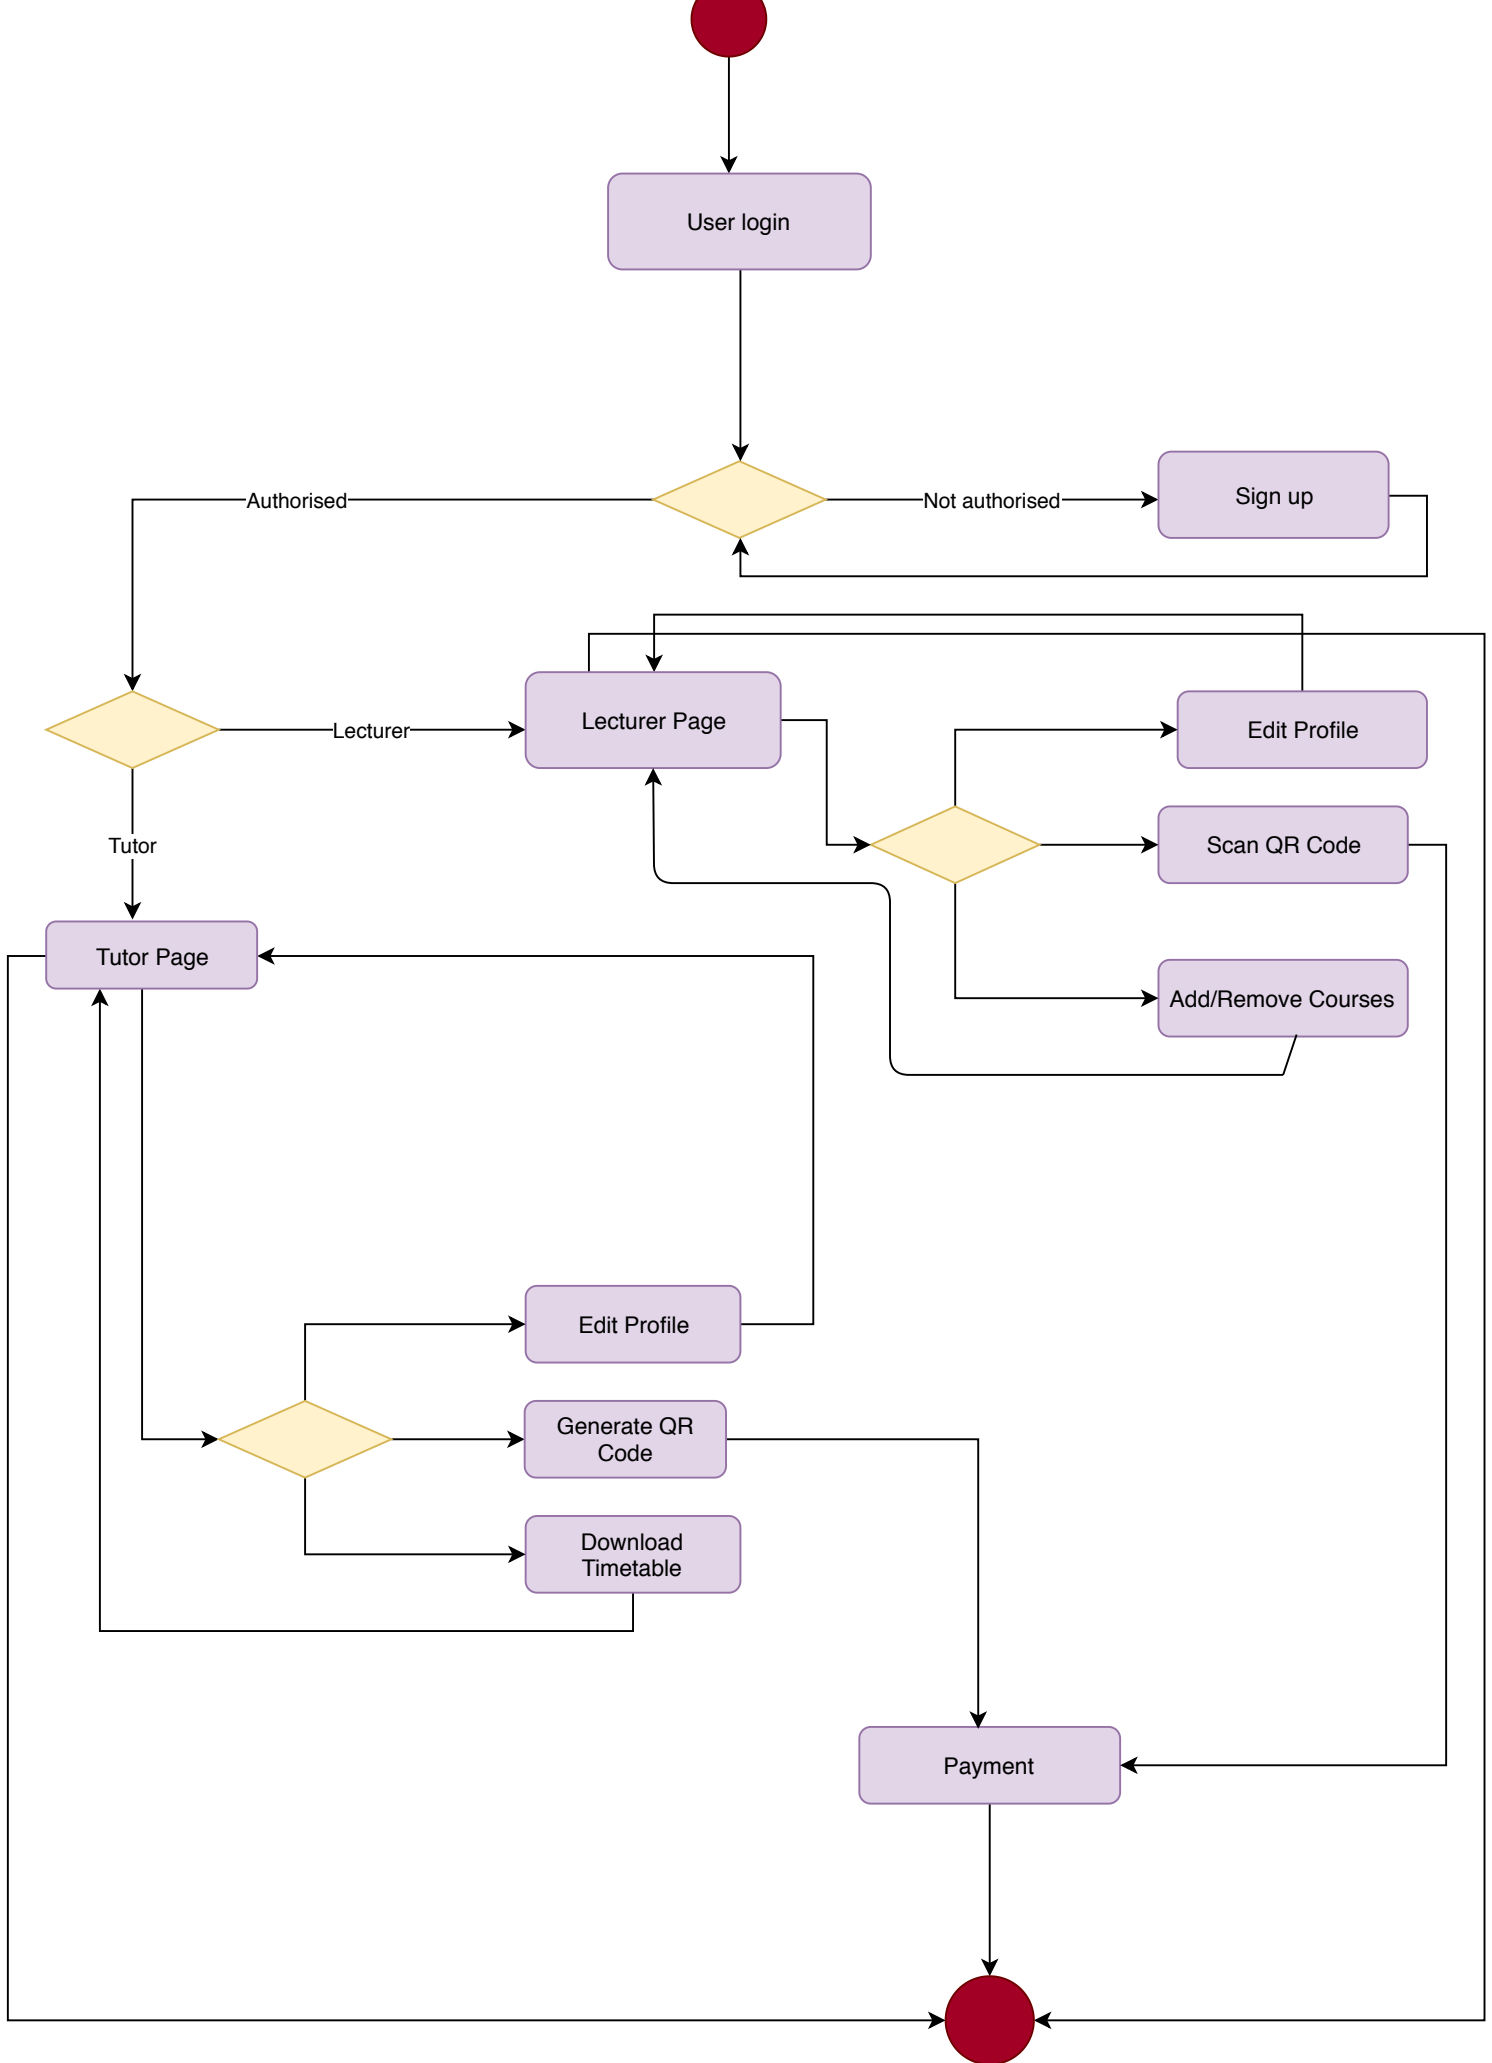 User login
Authorised
Not authorised
Sign up
Lecturer
Lecturer Page
Edit Profile
Tutor
Scan QR Code
Tutor Page
Add/Remove Courses
Edit Profile
Generate QR
Code
Download
Timetable
Payment